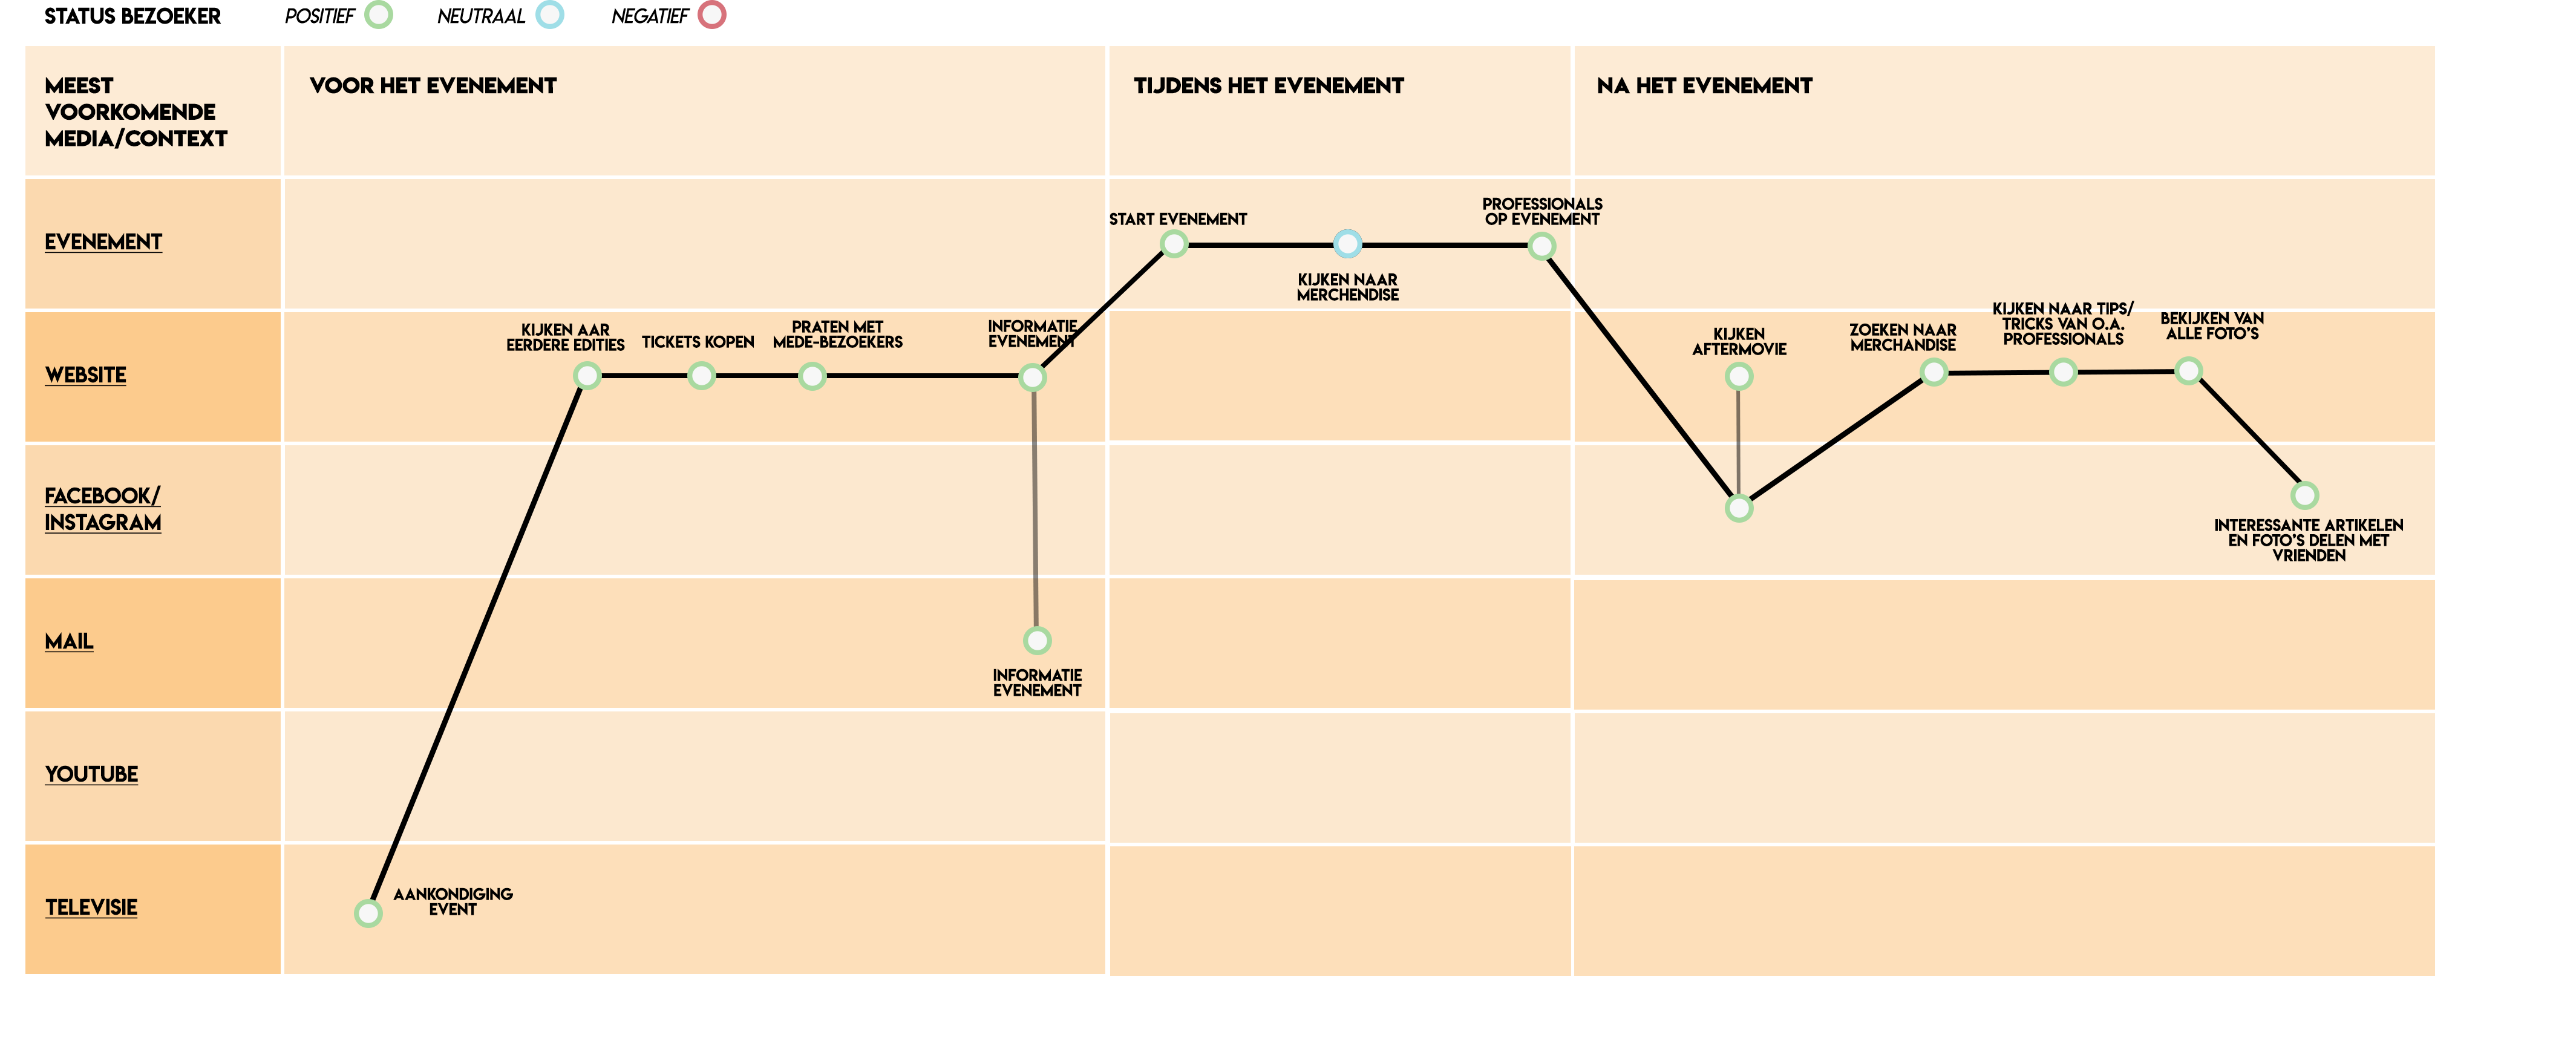 STATUS BEZOEKER
POSITIEF
NEUTRAAL
NEGATIEF
MEEST
VOORKOMENDE
MEDIA/CONTEXT
VOOR HET EVENEMENT
TIJDENS HET EVENEMENT
NA HET EVENEMENT
EVENEMENT
START EVENEMENT
KIJKEN NAAR
MERCHENDISE
PROFESSIONALS
OP EVENEMENT
WEBSITE
KIJKEN AAR
EERDERE EDITIES
TICKETS KOPEN
PRATEN MET
MEDE-BEZOEKERS
INFORMATIE
EVENEMENT
KIJKEN
AFTERMOVIE
ZOEKEN NAAR
MERCHANDISE
KIJKEN NAAR TIPS/
TRICKS VAN O.A.
PROFESSIONALS
BEKIJKEN VAN
ALLE FOTO'S
FACEBOOK/
INSTAGRAM
INTERESSANTE ARTIKELEN
EN FOTO'S DELEN MET
VRIENDEN
MAIL
INFORMATIE
EVENEMENT
YOUTUBE
TELEVISIE
AANKONDIGING
EVENT